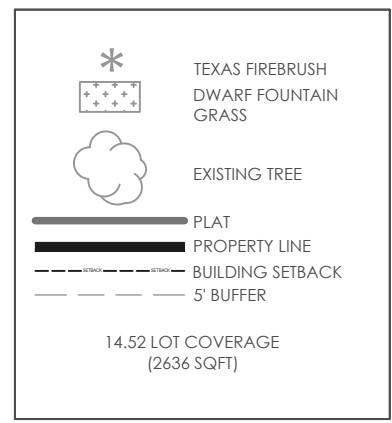 TEXAS FIREBRUSH
DWARF FOUNTAIN
GRASS
EXISTING TREE
PLAT
PROPERTY LINE
SETBACK SETBACK BUILDING SETBACK
5' BUFFER
14.52 LOT COVERAGE
(2636 SQFT)